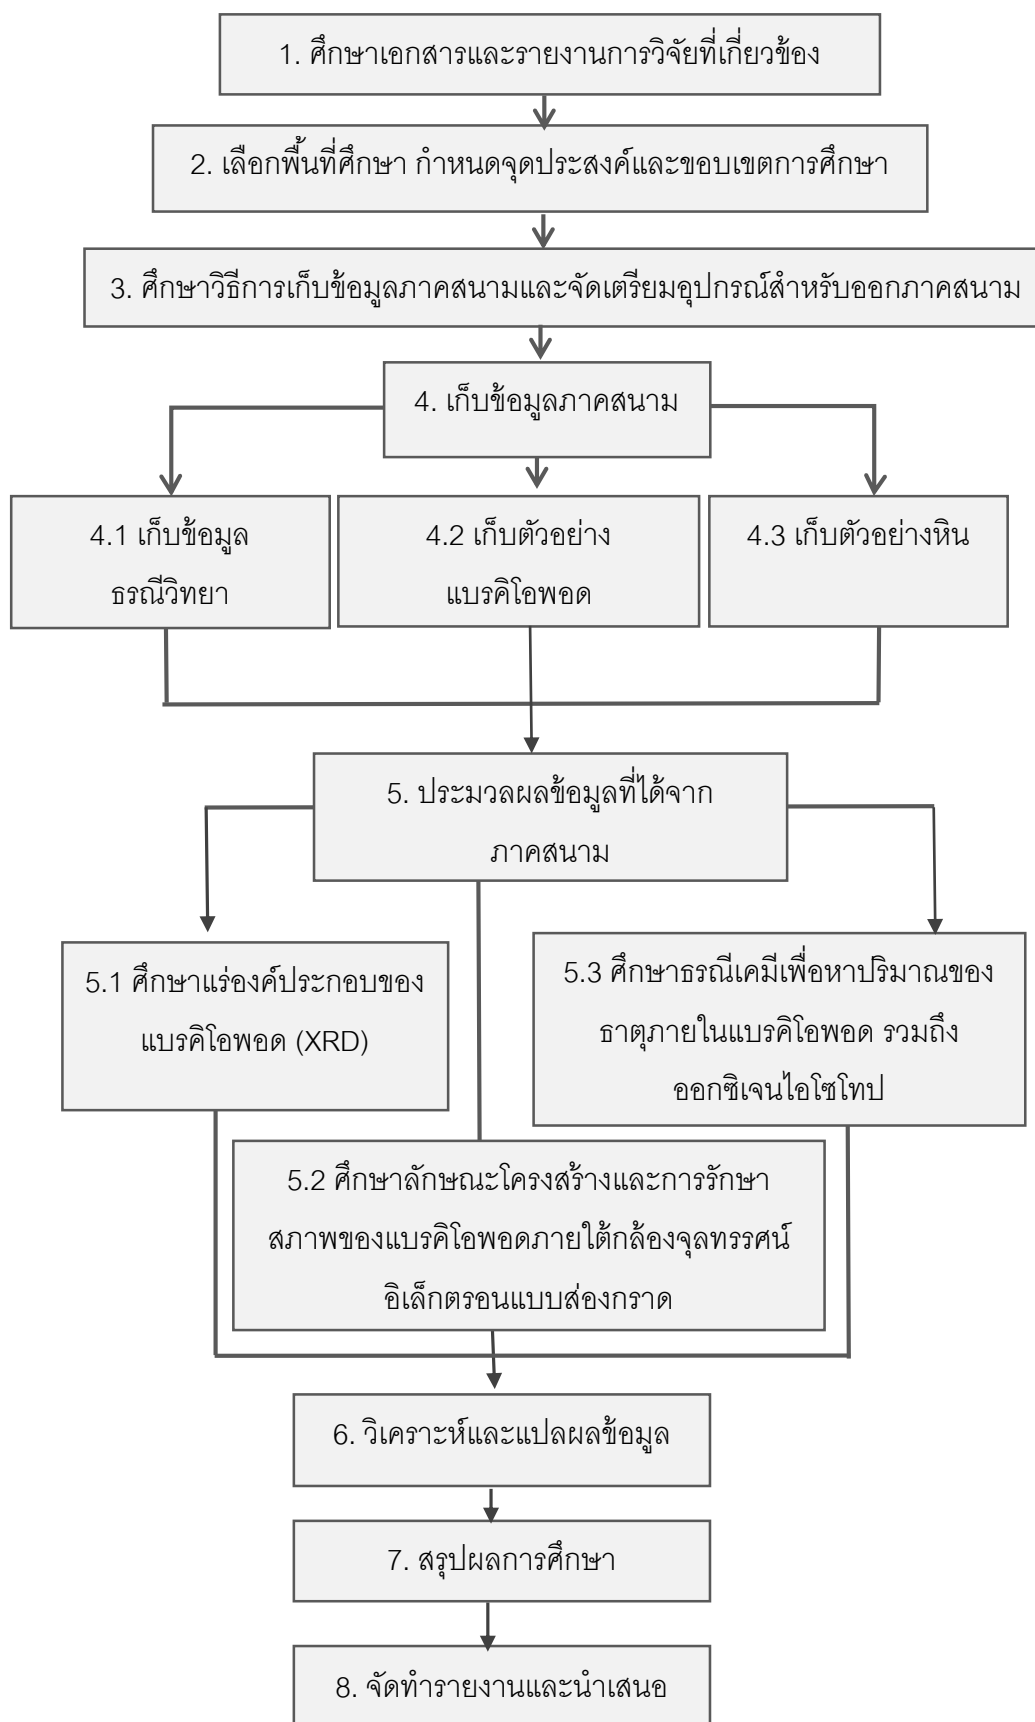 1. ศึกษาเอกสารและรายงานการวิจัยที่เกี่ยวข้อง
2. เลือกพื้นที่ศึกษา กำหนดจุดประสงค์และขอบเขตการศึกษา
3. ศึกษาวิธีการเก็บข้อมูลภาคสนามและจัดเตรียมอุปกรณ์สำหรับออกภาคสนาม
4. เก็บข้อมูลภาคสนาม
4.1 เก็บข้อมูล
ธรณีวิทยา
4.2 เก็บตัวอย่าง
แบรคิโอพอด
4.3 เก็บตัวอย่างหิน
5. ประมวลผลข้อมูลที่ได้จาก
ภาคสนาม
5.1 ศึกษาแร่องค์ประกอบของ
แบรคิโอพอด (XRD)
5.3 ศึกษาธรณีเคมีเพื่อหาปริมาณของ
ธาตุภายในแบรคิโอพอด รวมถึง
ออกซิเจนไอโซโทป
5.2 ศึกษาลักษณะโครงสร้างและการรักษา
สภาพของแบรคิโอพอดภายใต้กล้องจุลทรรศน์
อิเล็กตรอนแบบส่องกราด
6. วิเคราะห์และแปลผลข้อมูล
7. สรุปผลการศึกษา
8. จัดทำรายงานและนำเสนอ